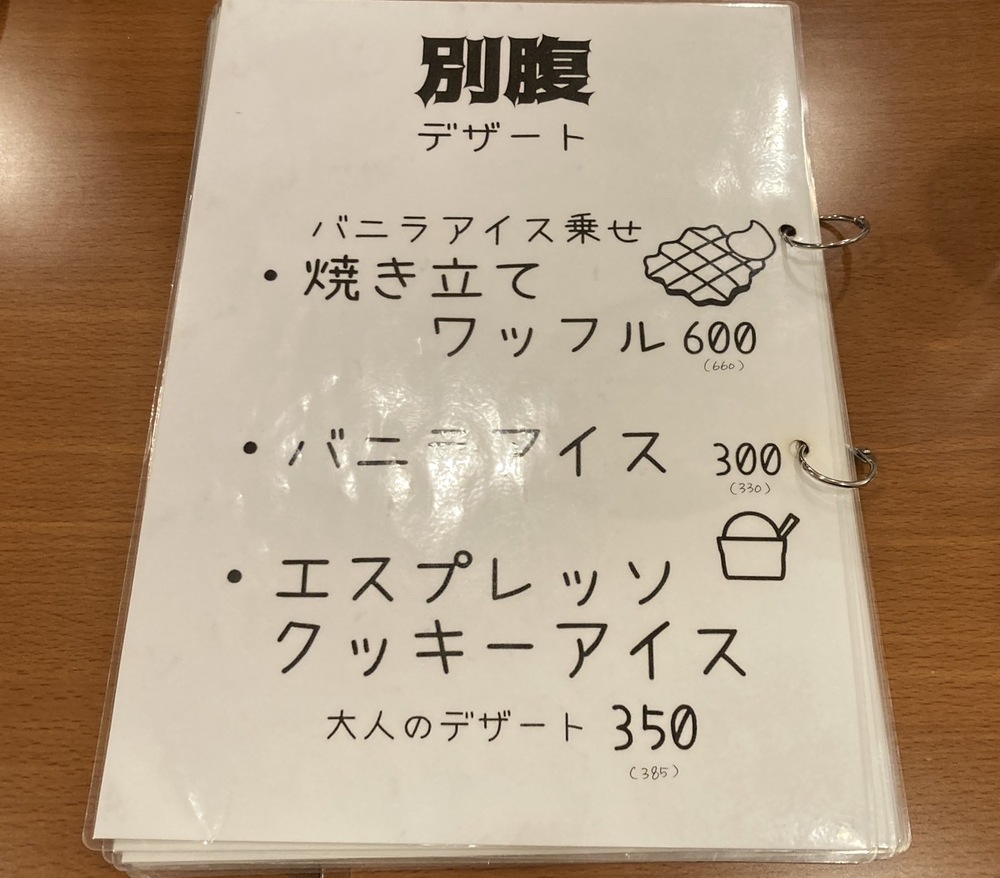 別腹
デザート
バニラアイス乗せ
・焼き立て
ワッフル 600
(660)
・バニラアイス 300
(330)
・エスプレッソ
クッキーアイス
大人のデザート 350
(385)